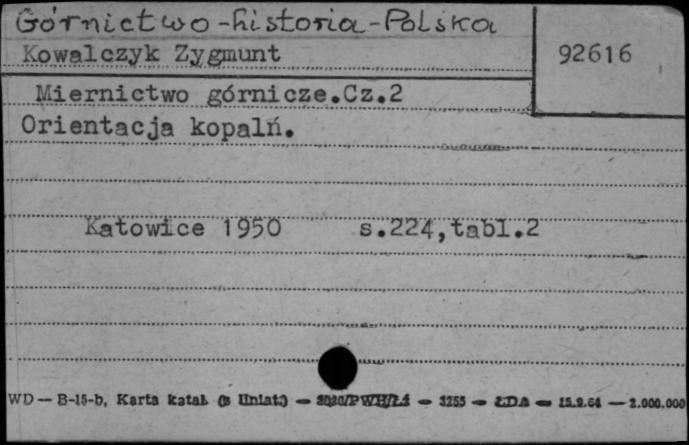 Górnictwo-historia-Polska
Kowalczyk Zygmunt
92616
Miernictwo górnicze.Cz.2
Orientacja kopalń.
Katowice 1950 s.224,tabl.2
WD — B-15-b, Karta katal. — 3255 — ŁDA — 15.9.64 — 2.000.000